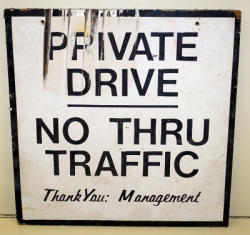 PRIVATE
DRIVE
NO THRU
TRAFFIC
Thank You: Management